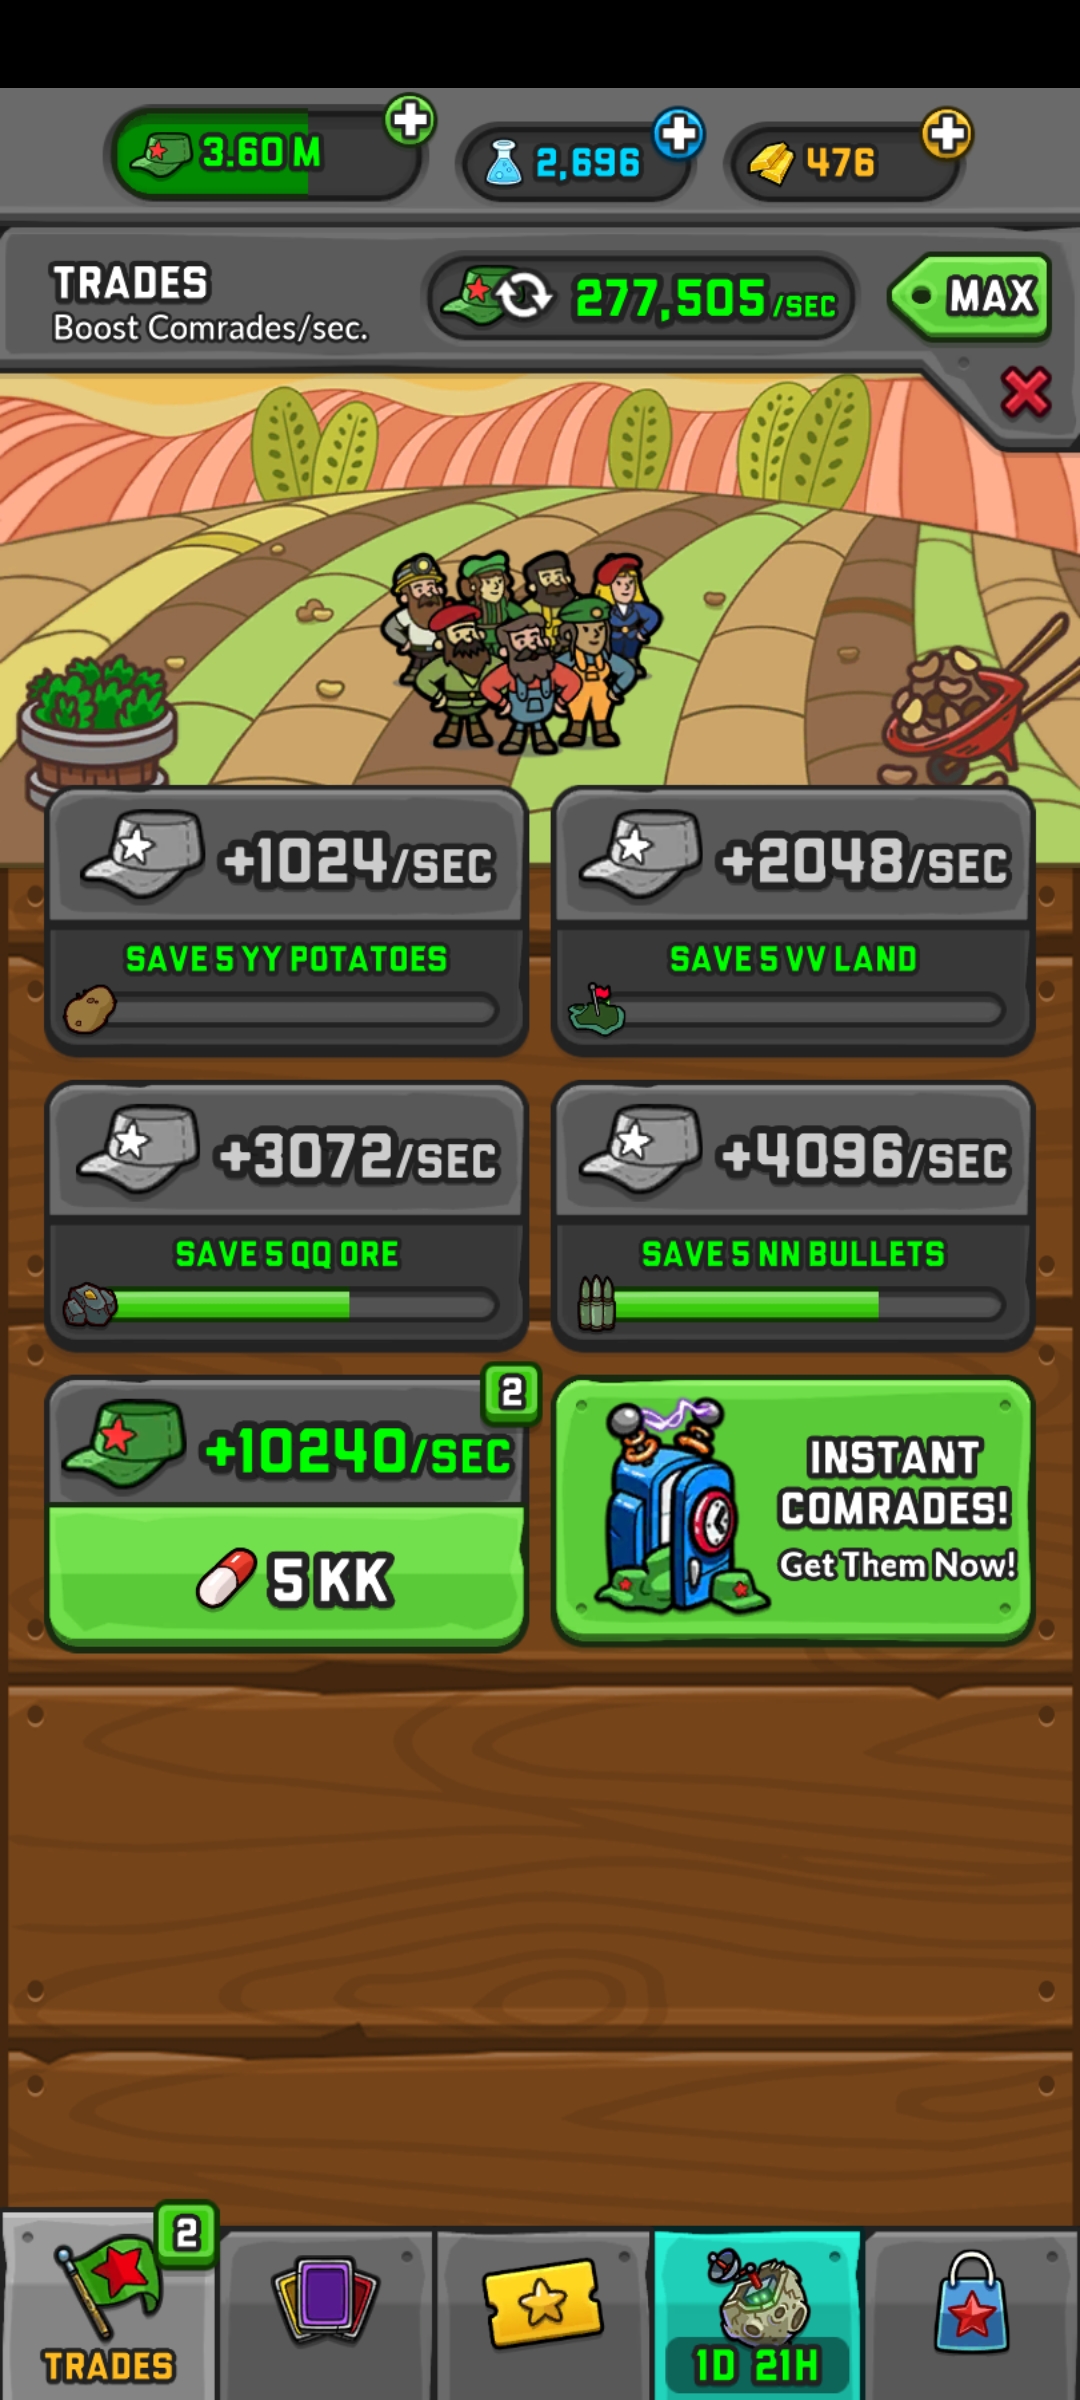 3.60 M
2,696
476
TRADES
Boost Comrades/sec.
277,505 /SEC
MAX
+1024/SEC
SAVE 5 YY POTATOES
+2048/SEC
SAVE 5 VV LAND
+3072/SEC
SAVE 5 QQ ORE
+4096/SEC
SAVE 5 NN BULLETS
2
+10240/SEC
5 KK
INSTANT
COMRADES!
Get Them Now!
2
TRADES
1D 21H